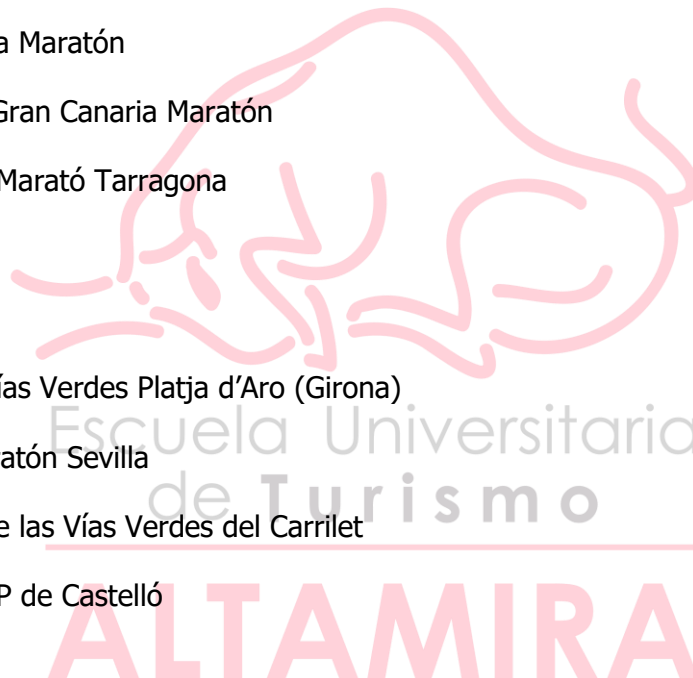 a Maratón
Gran Canaria Maratón
Marató Tarragona
ías Verdes Platja d'Aro (Girona)
Escuela Universitaria
atón Sevilla
de Turismo
e las Vías Verdes del Carrilet
P de Castelló
ALTAMIRA